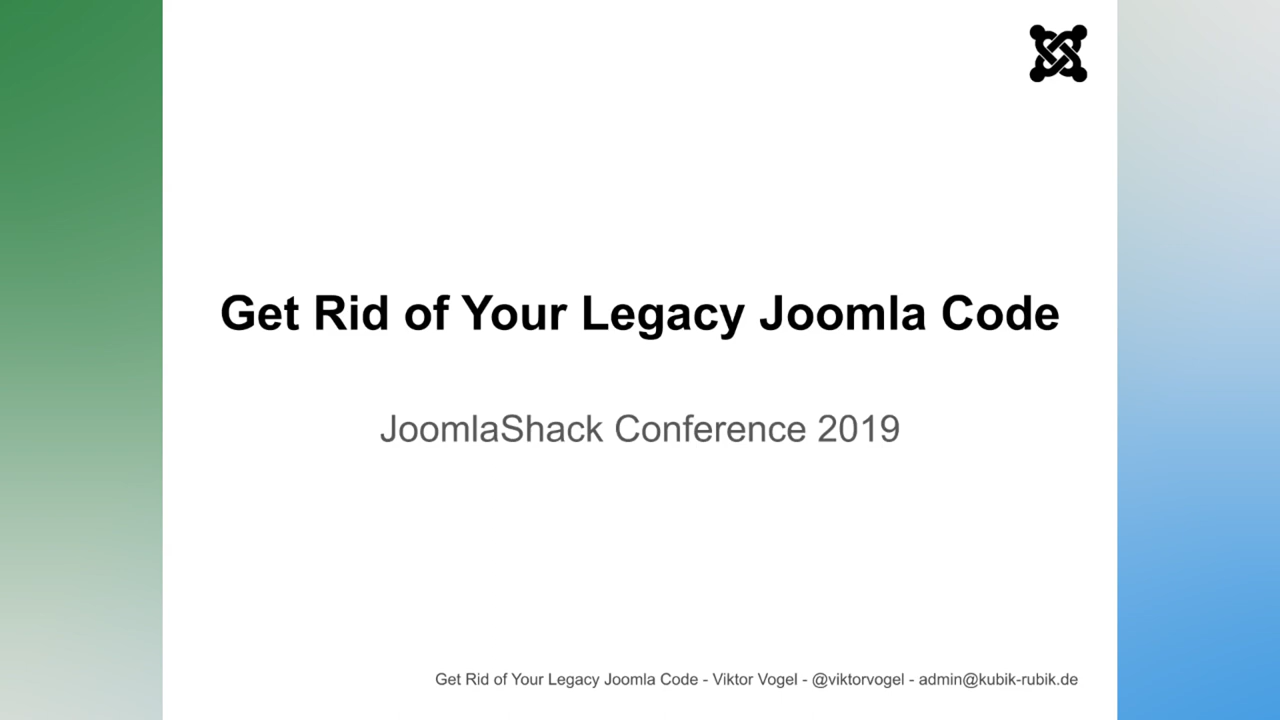 Get Rid of Your Legacy Joomla Code
JoomlaShack Conference 2019
Get Rid of Your Legacy Joomla Code - Viktor Vogel - @viktorvogel - admin@kubik-rubik.de